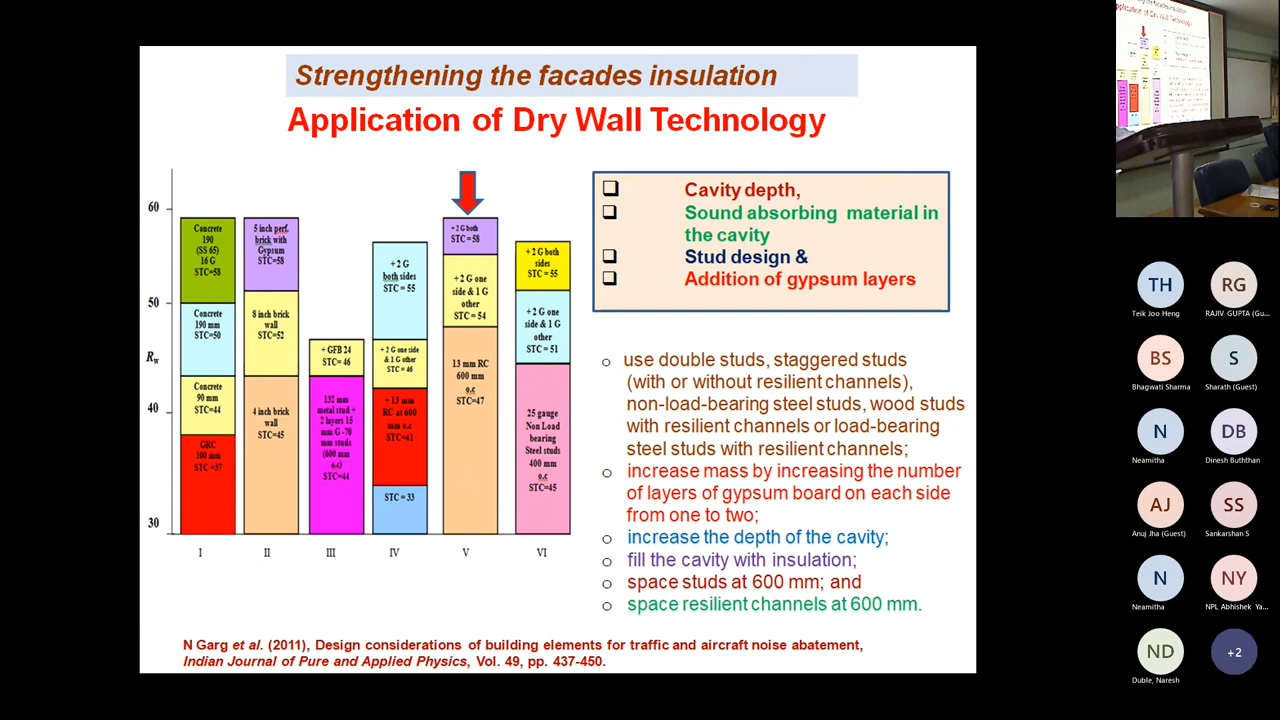 Strengthening the facades insulation
Application of Dry Wall Technology
60
50
Rw
40
30
Concrete
190
(SS 65)
16 G
STC=58
Concrete
190 mm
STC=50
Concrete
90 mm
STC=44
GRC
100 mm
STC =37
I
5 inch perf.
brick with
Gypsum
STC=58
8 inch brick
wall
STC=52
4 inch brick
wall
STC=45
II
+ GFB 24
STC= 46
132 mm
metal stud +
2 layers 15
mm G -70
mm studs
(600 mm
o.c)
STC=44
III
+ 2 G
both sides
STC = 55
+ 2 G one side
& 1 G other
STC = 46
+ 13 mm
RC at 600
mm o.c
STC=41
STC = 33
IV
+ 2 G both
STC = 58
+ 2 G one
side & 1 G
other
STC = 54
13 mm RC
600 mm
o.c
STC=47
V
+ 2 G both
sides
STC = 55
+ 2 G one
side & 1 G
other
STC = 51
25 gauge
Non Load
bearing
Steel studs
400 mm
o.c
STC=45
VI
Cavity depth,
Sound absorbing material in
the cavity
Stud design &
Addition of gypsum layers
use double studs, staggered studs
(with or without resilient channels),
non-load-bearing steel studs, wood studs
with resilient channels or load-bearing
steel studs with resilient channels;
increase mass by increasing the number
of layers of gypsum board on each side
from one to two;
increase the depth of the cavity;
fill the cavity with insulation;
space studs at 600 mm; and
space resilient channels at 600 mm.
N Garg et al. (2011), Design considerations of building elements for traffic and aircraft noise abatement,
Indian Journal of Pure and Applied Physics, Vol. 49, pp. 437-450.
Application of Dry Wall Technology
TH
Teik Joo Heng
RG
RAJIV GUPTA (Gu...
BS
Bhagwati Sharma
S
Sharath (Guest)
N
Neamitha
DB
Dinesh Buththan
AJ
Anuj Jha (Guest)
SS
Sankarshan S
N
Neamitha
NY
NPL Abhishek Ya...
ND
Duble, Naresh
+2